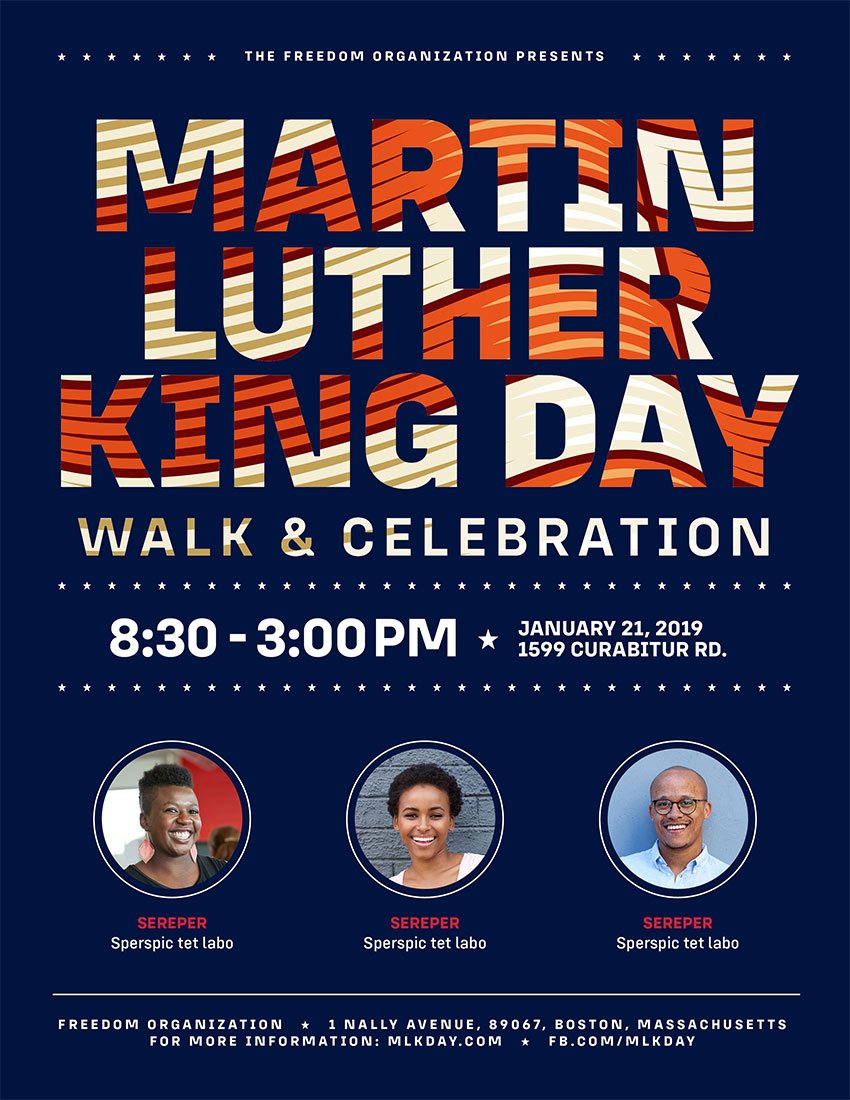 THE FREEDOM ORGANIZATION PRESENTS
MARTIN
LUTHER
KING DAY
WALK & CELEBRATION
8:30 - 3:00 PM ★ JANUARY 21, 2019
1599 CURABITUR RD.
SEREPER SEREPER SEREPER
Sperspic tet labo Sperspic tet labo Sperspic tet labo
FREEDOM ORGANIZATION ★ 1 NALLY AVENUE, 89067, BOSTON, MASSACHUSETTS
FOR MORE INFORMATION: MLKDAY.COM ★ FB.COM/MLKDAY